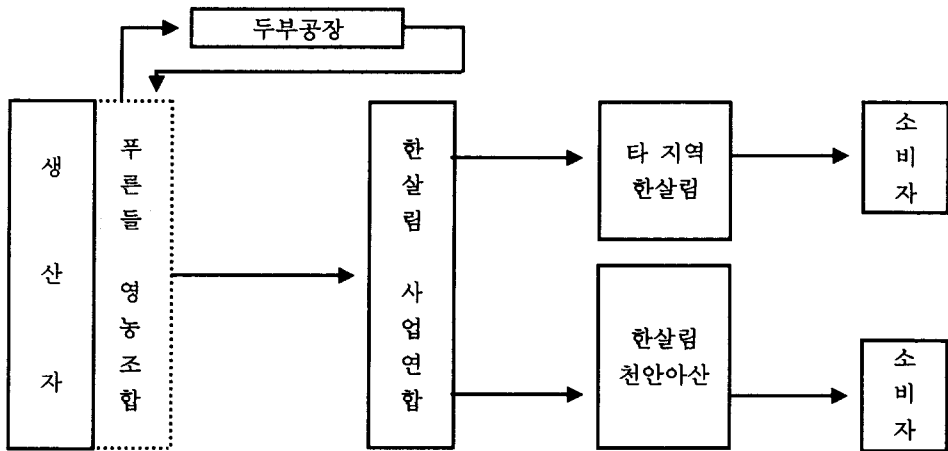 두부공장
생산자
푸른들 영농조합
한살림 사업연합
타 지역
한살림
소비자
한살림
천안아산
소비자